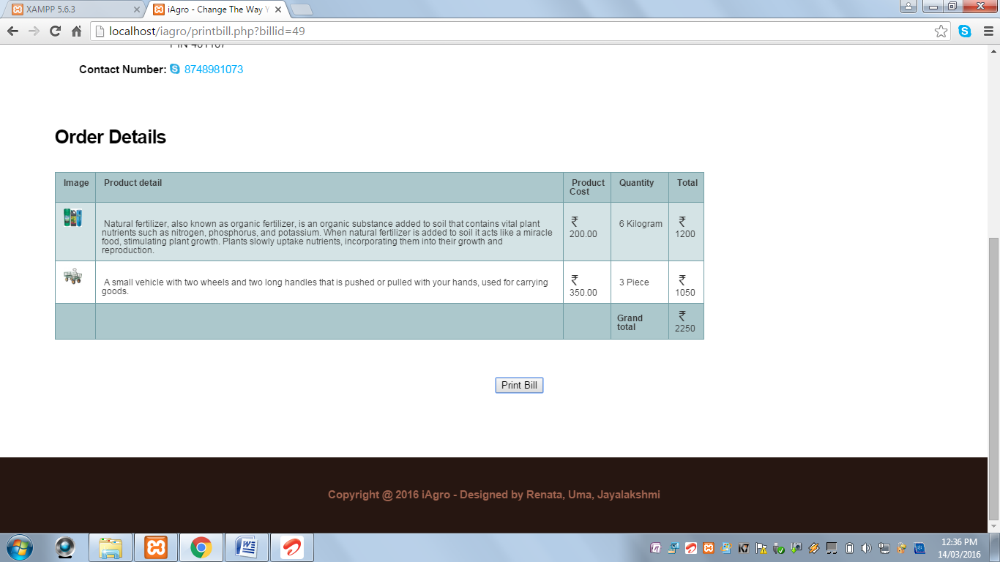 XAMPP 5.6.3
iAgro - Change The Way Y
localhost/iagro/printbill.php?billid=49
Contact Number: 8748981073
Order Details
Image Product detail Product Cost Quantity Total
Natural fertilizer, also known as organic fertilizer, is an organic substance added to soil that contains vital plant
nutrients such as nitrogen, phosphorus, and potassium. When natural fertilizer is added to soil it acts like a miracle
food, stimulating plant growth. Plants slowly uptake nutrients, incorporating them into their growth and
reproduction.
₹
200.00
6 Kilogram
₹
1200
A small vehicle with two wheels and two long handles that is pushed or pulled with your hands, used for carrying
goods.
₹
350.00
3 Piece
₹
1050
Grand
total
₹
2250
Print Bill
Copyright @ 2016 iAgro - Designed by Renata, Uma, Jayalakshmi
K7
12:36 PM
14/03/2016